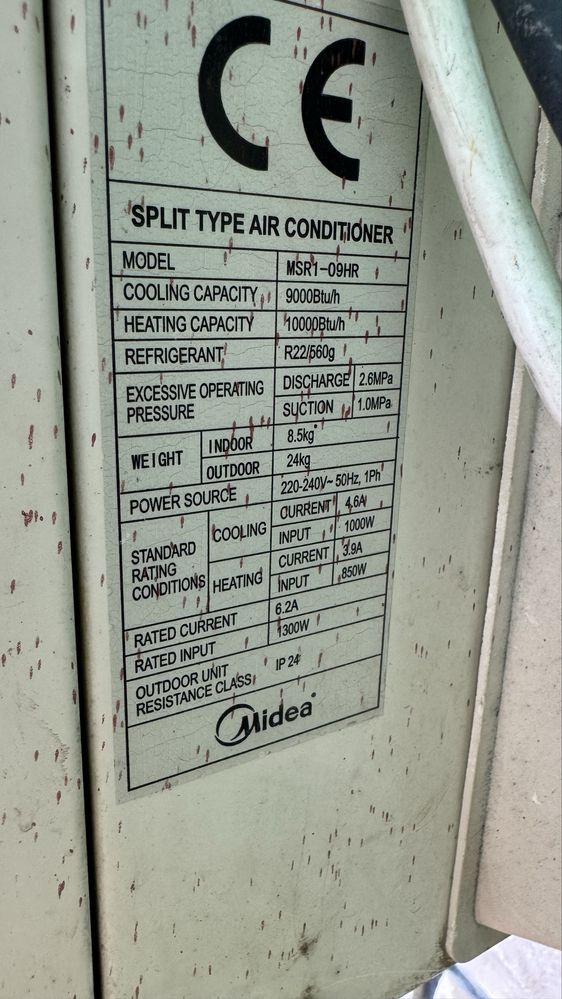 CE
SPLIT TYPE AIR CONDITIONER
MODEL MSR1-09HR
COOLING CAPACITY 9000Btu/h
HEATING CAPACITY 10000Btu/h
REFRIGERANT R22/560g
EXCESSIVE OPERATING PRESSURE DISCHARGE 2.6MPa
SUCTION 1.0MPa
WEIGHT INDOOR 8.5kg
OUTDOOR 24kg
POWER SOURCE 220-240V~ 50Hz, 1Ph
STANDARD RATING CONDITIONS COOLING CURRENT 4.6A
INPUT 1000W
HEATING CURRENT 3.9A
INPUT 850W
RATED CURRENT 6.2A
RATED INPUT 1300W
OUTDOOR UNIT RESISTANCE CLASS IP 24
Midea